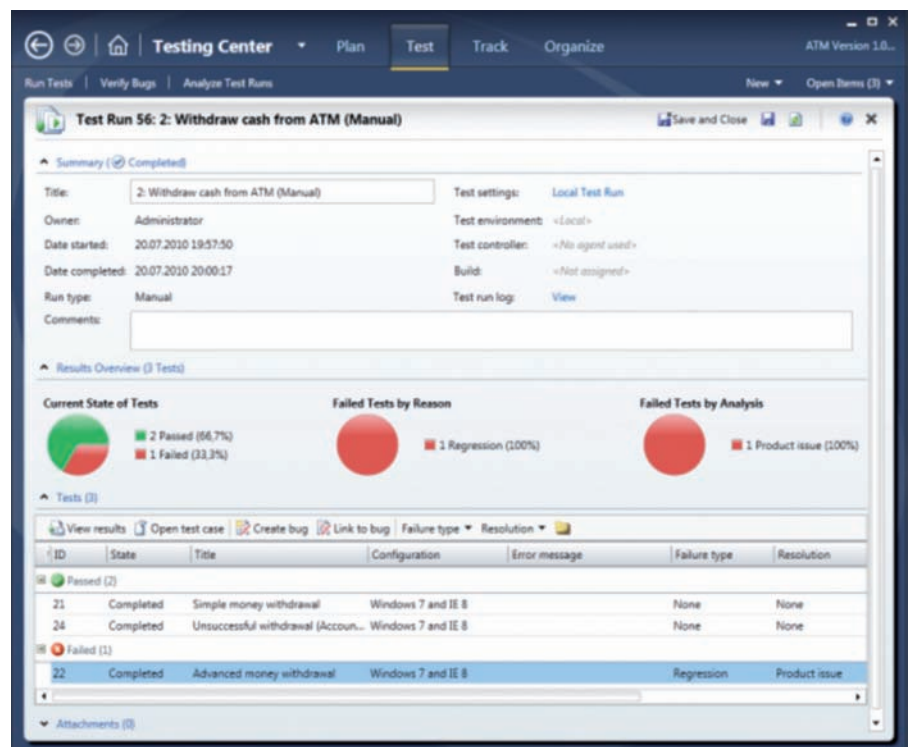 Testing Center Plan Test Track Organize ATM Version 1.0...
Run Tests | Verify Bugs | Analyze Test Runs New Open Items (3)
Test Run 56: 2: Withdraw cash from ATM (Manual) Save and Close
Summary ( Completed)
Title: 2: Withdraw cash from ATM (Manual) Test settings: Local Test Run
Owner: Administrator Test environment: <Local>
Date started: 20.07.2010 19:57:50 Test controller: <No agent used>
Date completed: 20.07.2010 20:00:17 Build: <Not assigned>
Run type: Manual Test run log: View
Comments:
Results Overview (3 Tests)
Current State of Tests Failed Tests by Reason Failed Tests by Analysis
2 Passed (66,7%)
1 Failed (33,3%)
1 Regression (100%)
1 Product issue (100%)
Tests (3)
View results Open test case Create bug Link to bug Failure type Resolution
ID State Title Configuration Error message Failure type Resolution
Passed (2)
21 Completed Simple money withdrawal Windows 7 and IE 8 None None
24 Completed Unsuccessful withdrawal (Accoun... Windows 7 and IE 8 None None
Failed (1)
22 Completed Advanced money withdrawal Windows 7 and IE 8 Regression Product issue
Attachments (0)